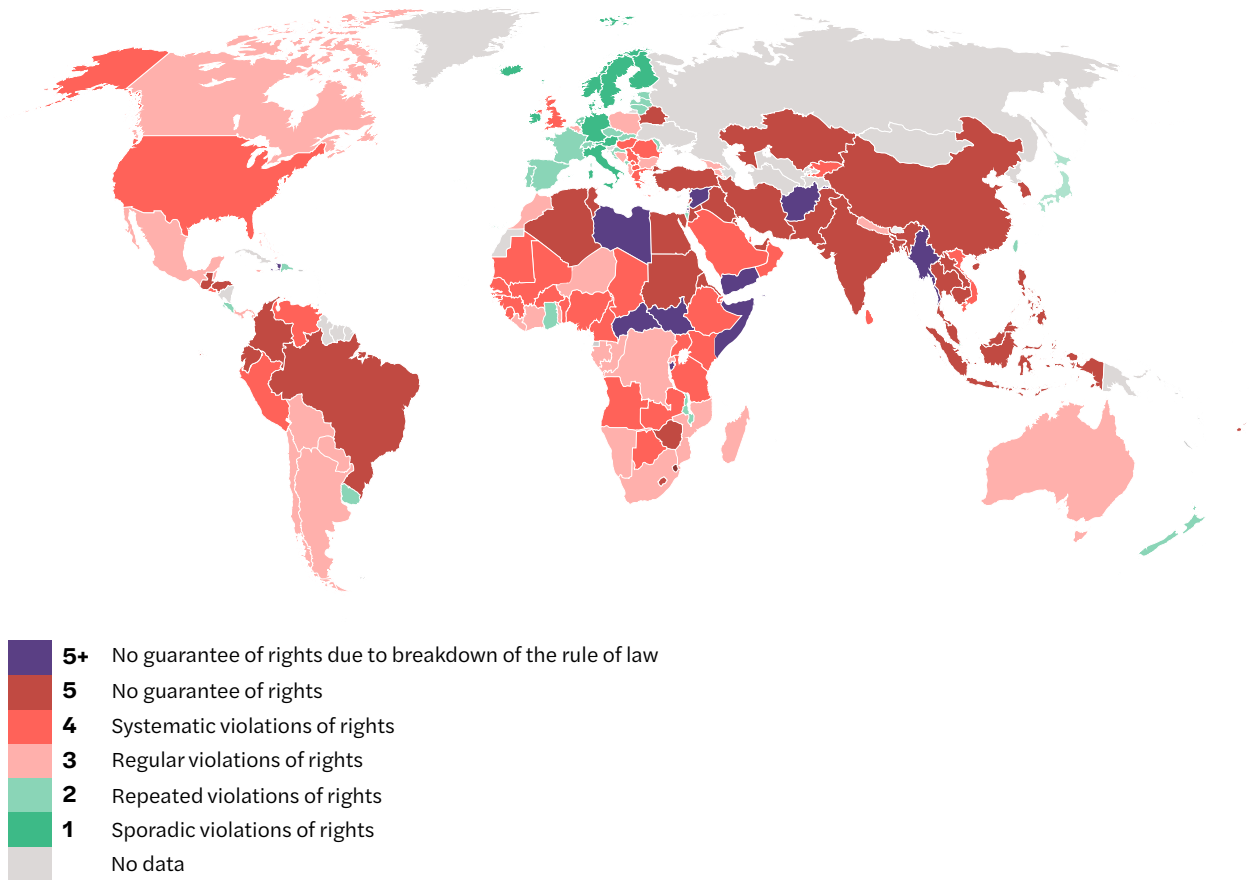 5+ No guarantee of rights due to breakdown of the rule of law
5 No guarantee of rights
4 Systematic violations of rights
3 Regular violations of rights
2 Repeated violations of rights
1 Sporadic violations of rights
No data